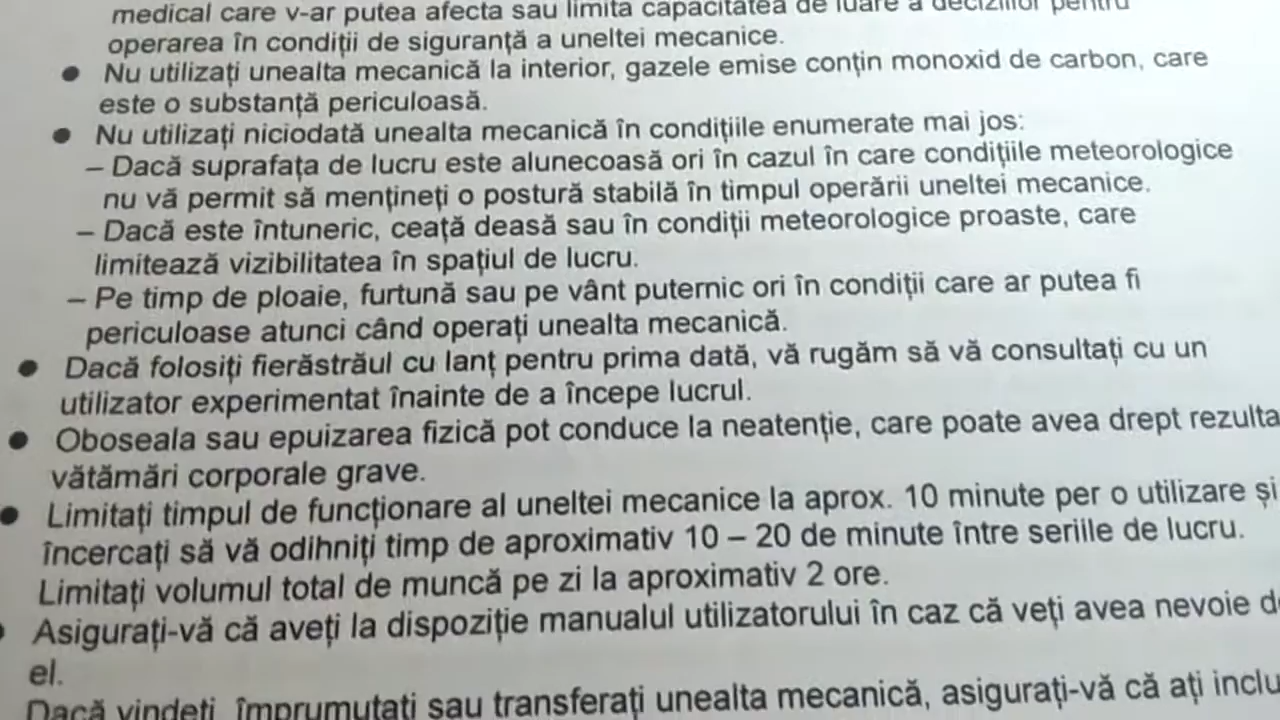 medical care v-ar putea afecta sau limita capacitatea de luare a deciziilor pentru
operarea în condiții de siguranță a uneltei mecanice.
● Nu utilizați unealta mecanică la interior, gazele emise conțin monoxid de carbon, care
este o substanță periculoasă.
● Nu utilizați niciodată unealta mecanică în condițiile enumerate mai jos:
– Dacă suprafața de lucru este alunecoasă ori în cazul în care condițiile meteorologice
nu vă permit să mențineți o postură stabilă în timpul operării uneltei mecanice.
– Dacă este întuneric, ceață deasă sau în condiții meteorologice proaste, care
limitează vizibilitatea în spațiul de lucru.
– Pe timp de ploaie, furtună sau pe vânt puternic ori în condiții care ar putea fi
periculoase atunci când operați unealta mecanică.
● Dacă folosiți fierăstrăul cu lanț pentru prima dată, vă rugăm să vă consultați cu un
utilizator experimentat înainte de a începe lucrul.
● Oboseala sau epuizarea fizică pot conduce la neatenție, care poate avea drept rezulta
vătămări corporale grave.
● Limitați timpul de funcționare al uneltei mecanice la aprox. 10 minute per o utilizare și
încercați să vă odihniți timp de aproximativ 10 – 20 de minute între seriile de lucru.
Limitați volumul total de muncă pe zi la aproximativ 2 ore.
● Asigurați-vă că aveți la dispoziție manualul utilizatorului în caz că veți avea nevoie d
el.
Dacă vindeți, împrumutați sau transferați unealta mecanică, asigurați-vă că ați inclu